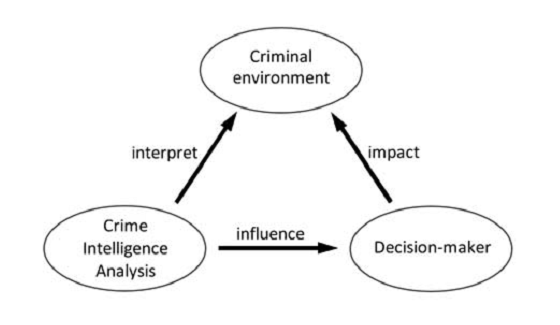 Criminal
environment
interpret
impact
Crime
Intelligence
Analysis
influence
Decision-maker